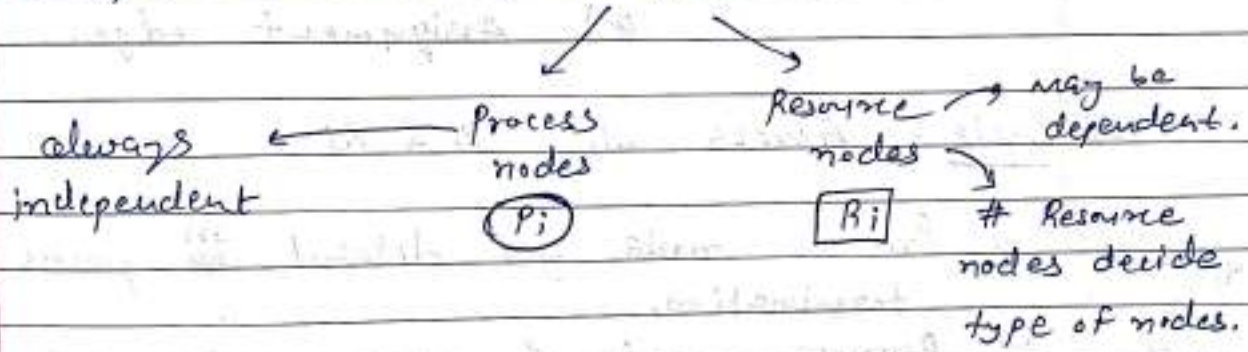 always
independent
Process
nodes
Pi
Resource
nodes
Ri
may be
dependent.
# Resource
nodes decide
type of nodes.